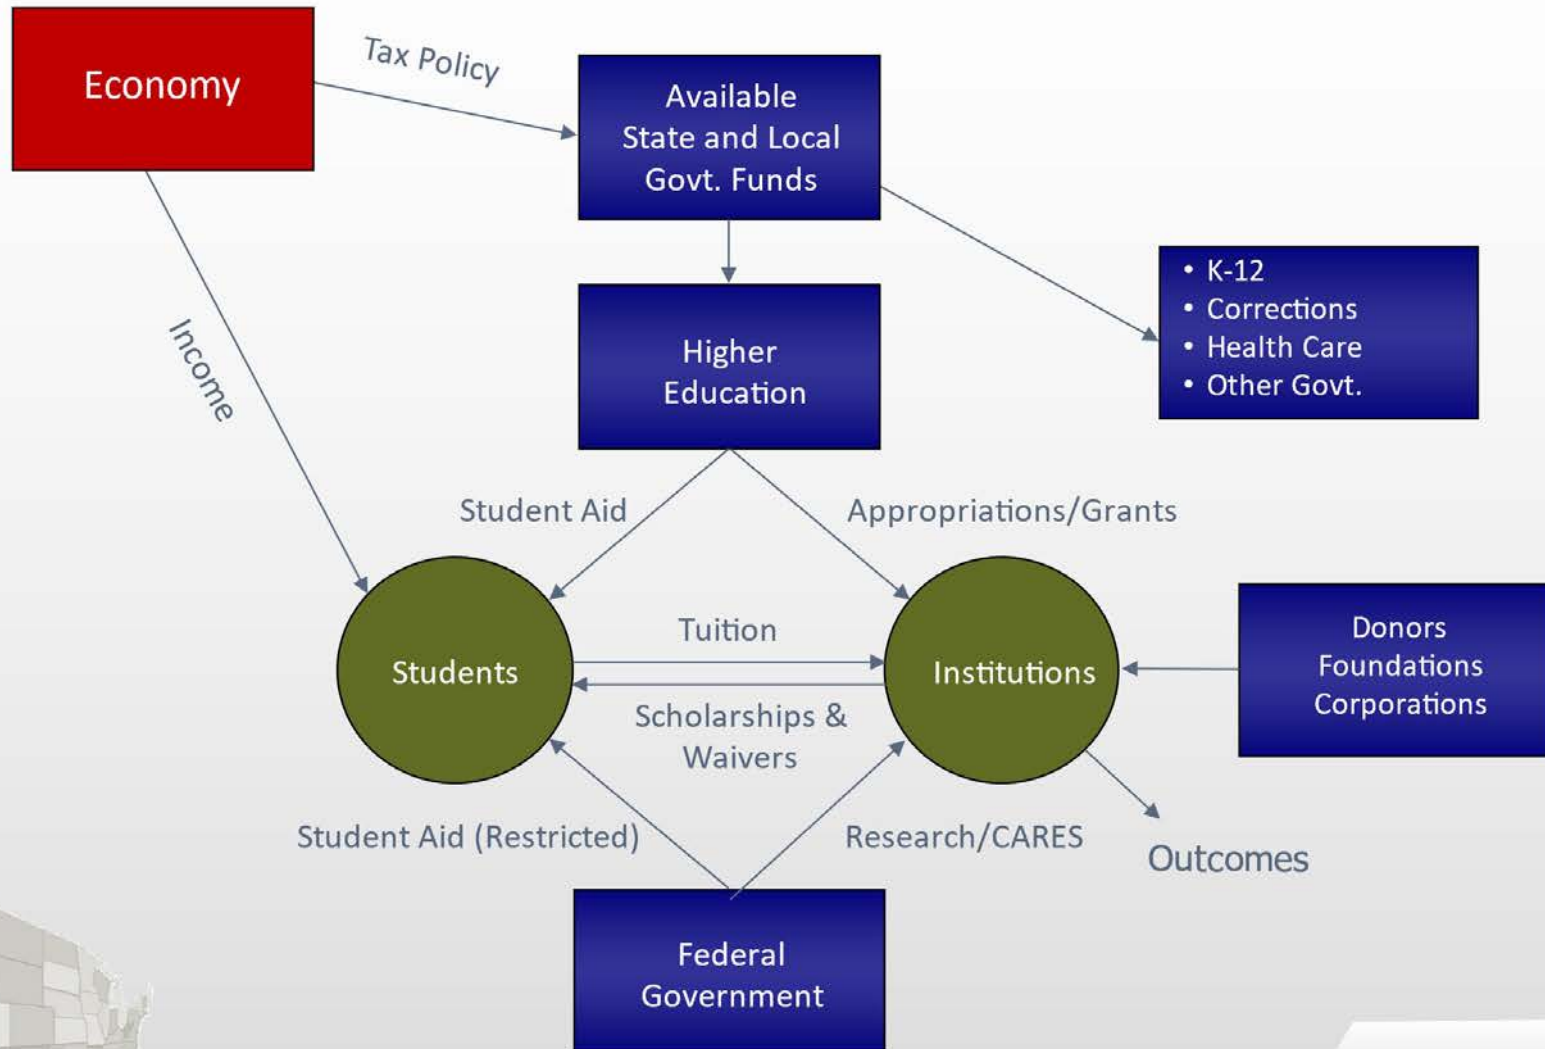 Economy
Tax Policy
Available
State and Local
Govt. Funds
• K-12
• Corrections
• Health Care
• Other Govt.
Income
Higher
Education
Student Aid
Appropriations/Grants
Students
Tuition
Scholarships &
Waivers
Institutions
Donors
Foundations
Corporations
Student Aid (Restricted)
Research/CARES
Outcomes
Federal
Government